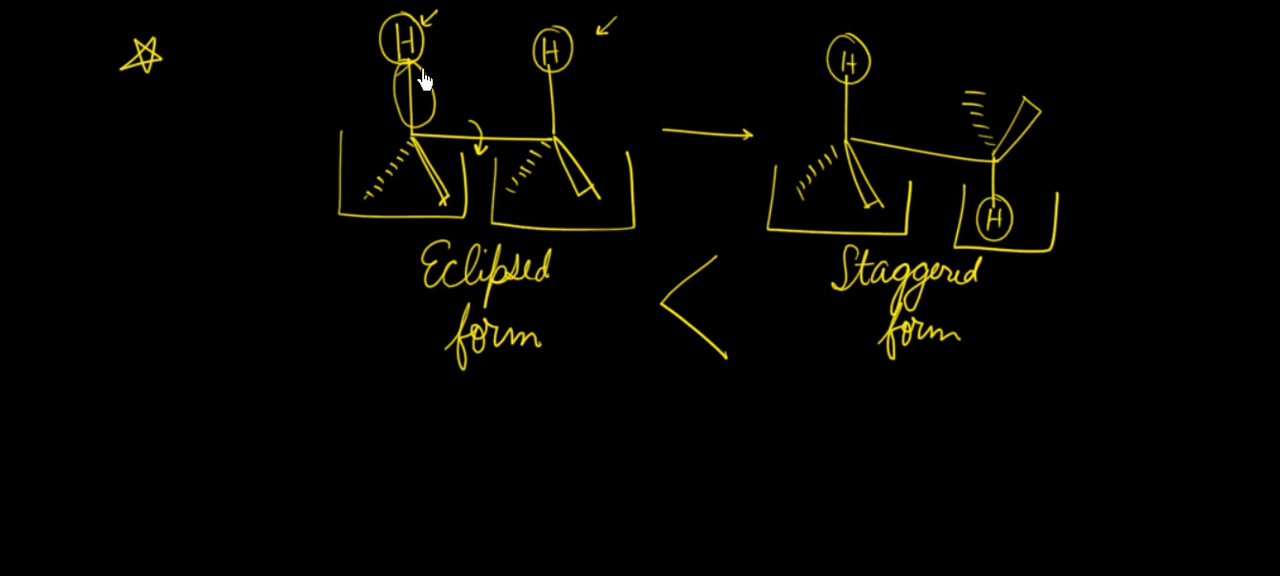 H H H
H
Eclipsed < Staggered
form form